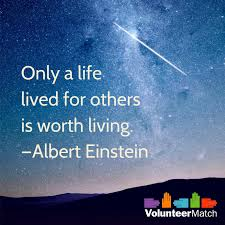 Only a life
lived for others
is worth living.
–Albert Einstein
VolunteerMatch